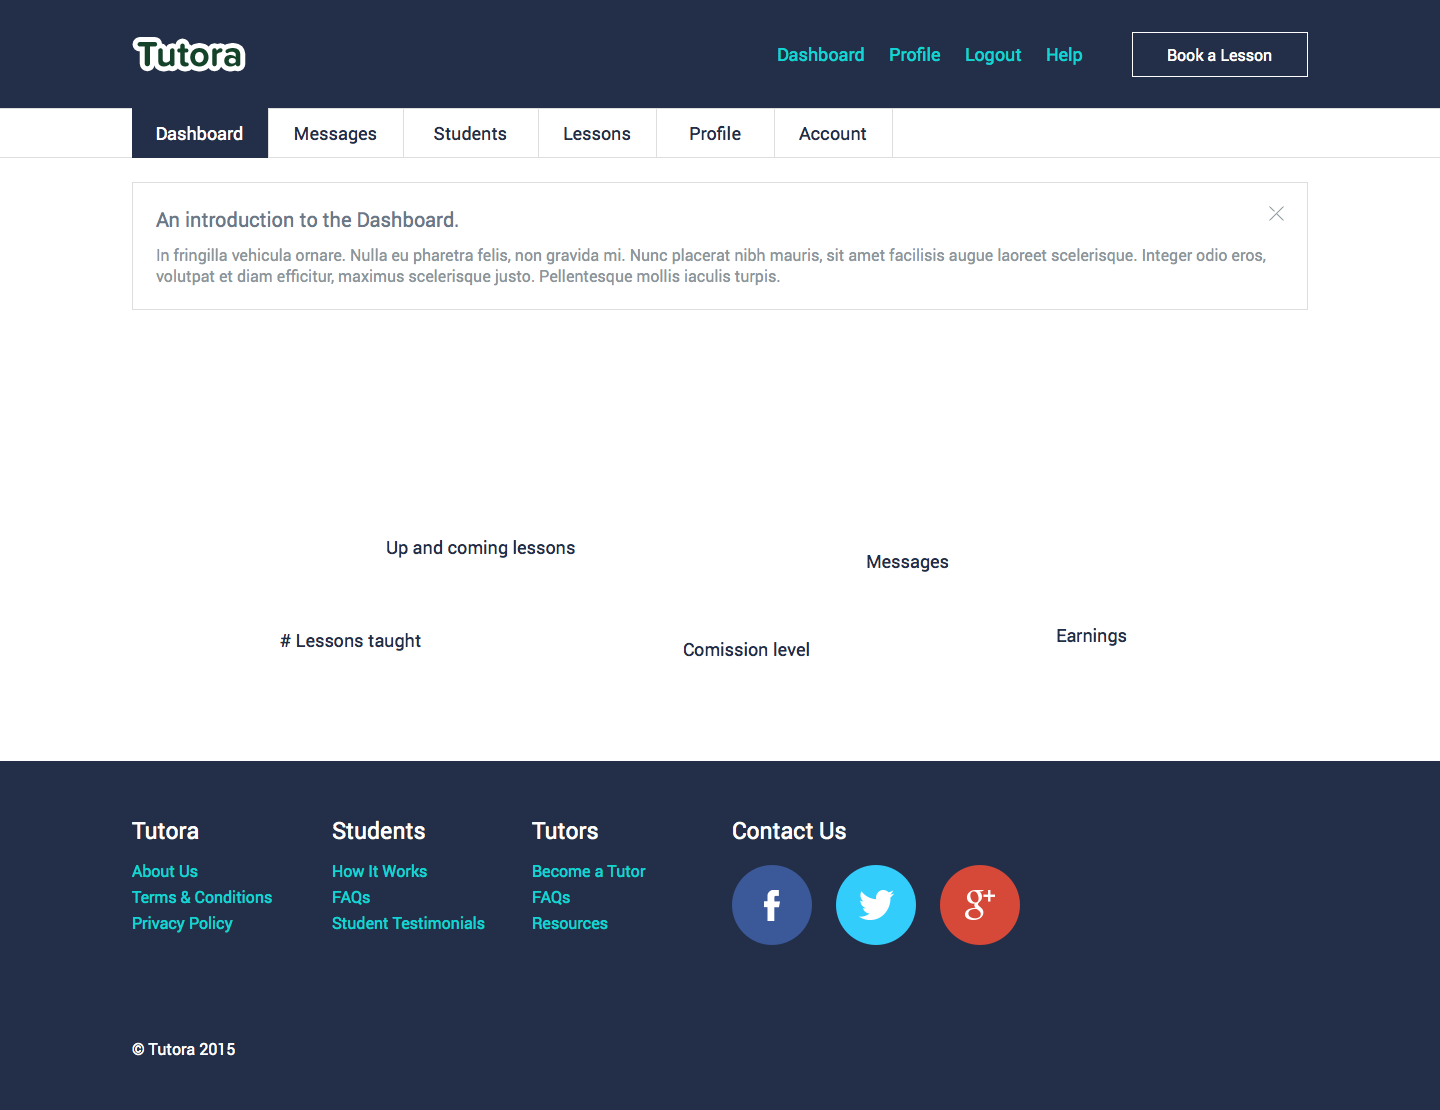 Tutora
Dashboard Profile Logout Help Book a Lesson
Dashboard Messages Students Lessons Profile Account
An introduction to the Dashboard.
In fringilla vehicula ornare. Nulla eu pharetra felis, non gravida mi. Nunc placerat nibh mauris, sit amet facilisis augue laoreet scelerisque. Integer odio eros,
volutpat et diam efficitur, maximus scelerisque justo. Pellentesque mollis iaculis turpis.
Up and coming lessons
Messages
# Lessons taught
Comission level
Earnings
Tutora
About Us
Terms & Conditions
Privacy Policy
Students
How It Works
FAQs
Student Testimonials
Tutors
Become a Tutor
FAQs
Resources
Contact Us
© Tutora 2015